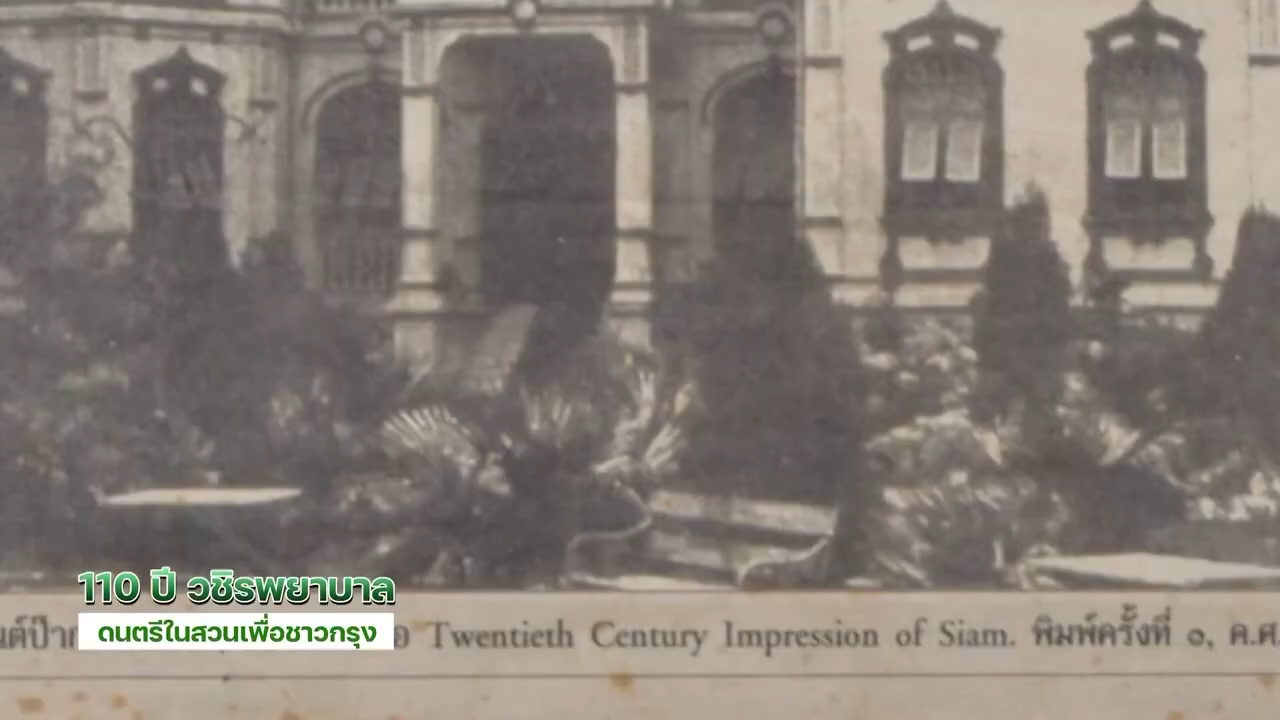 110 ปี วชิรพยาบาล
ดนตรีในสวนเพื่อชาวกรุง
Twentieth Century Impression of Siam. พิมพ์ครั้งที่ ๑, ค.ศ.